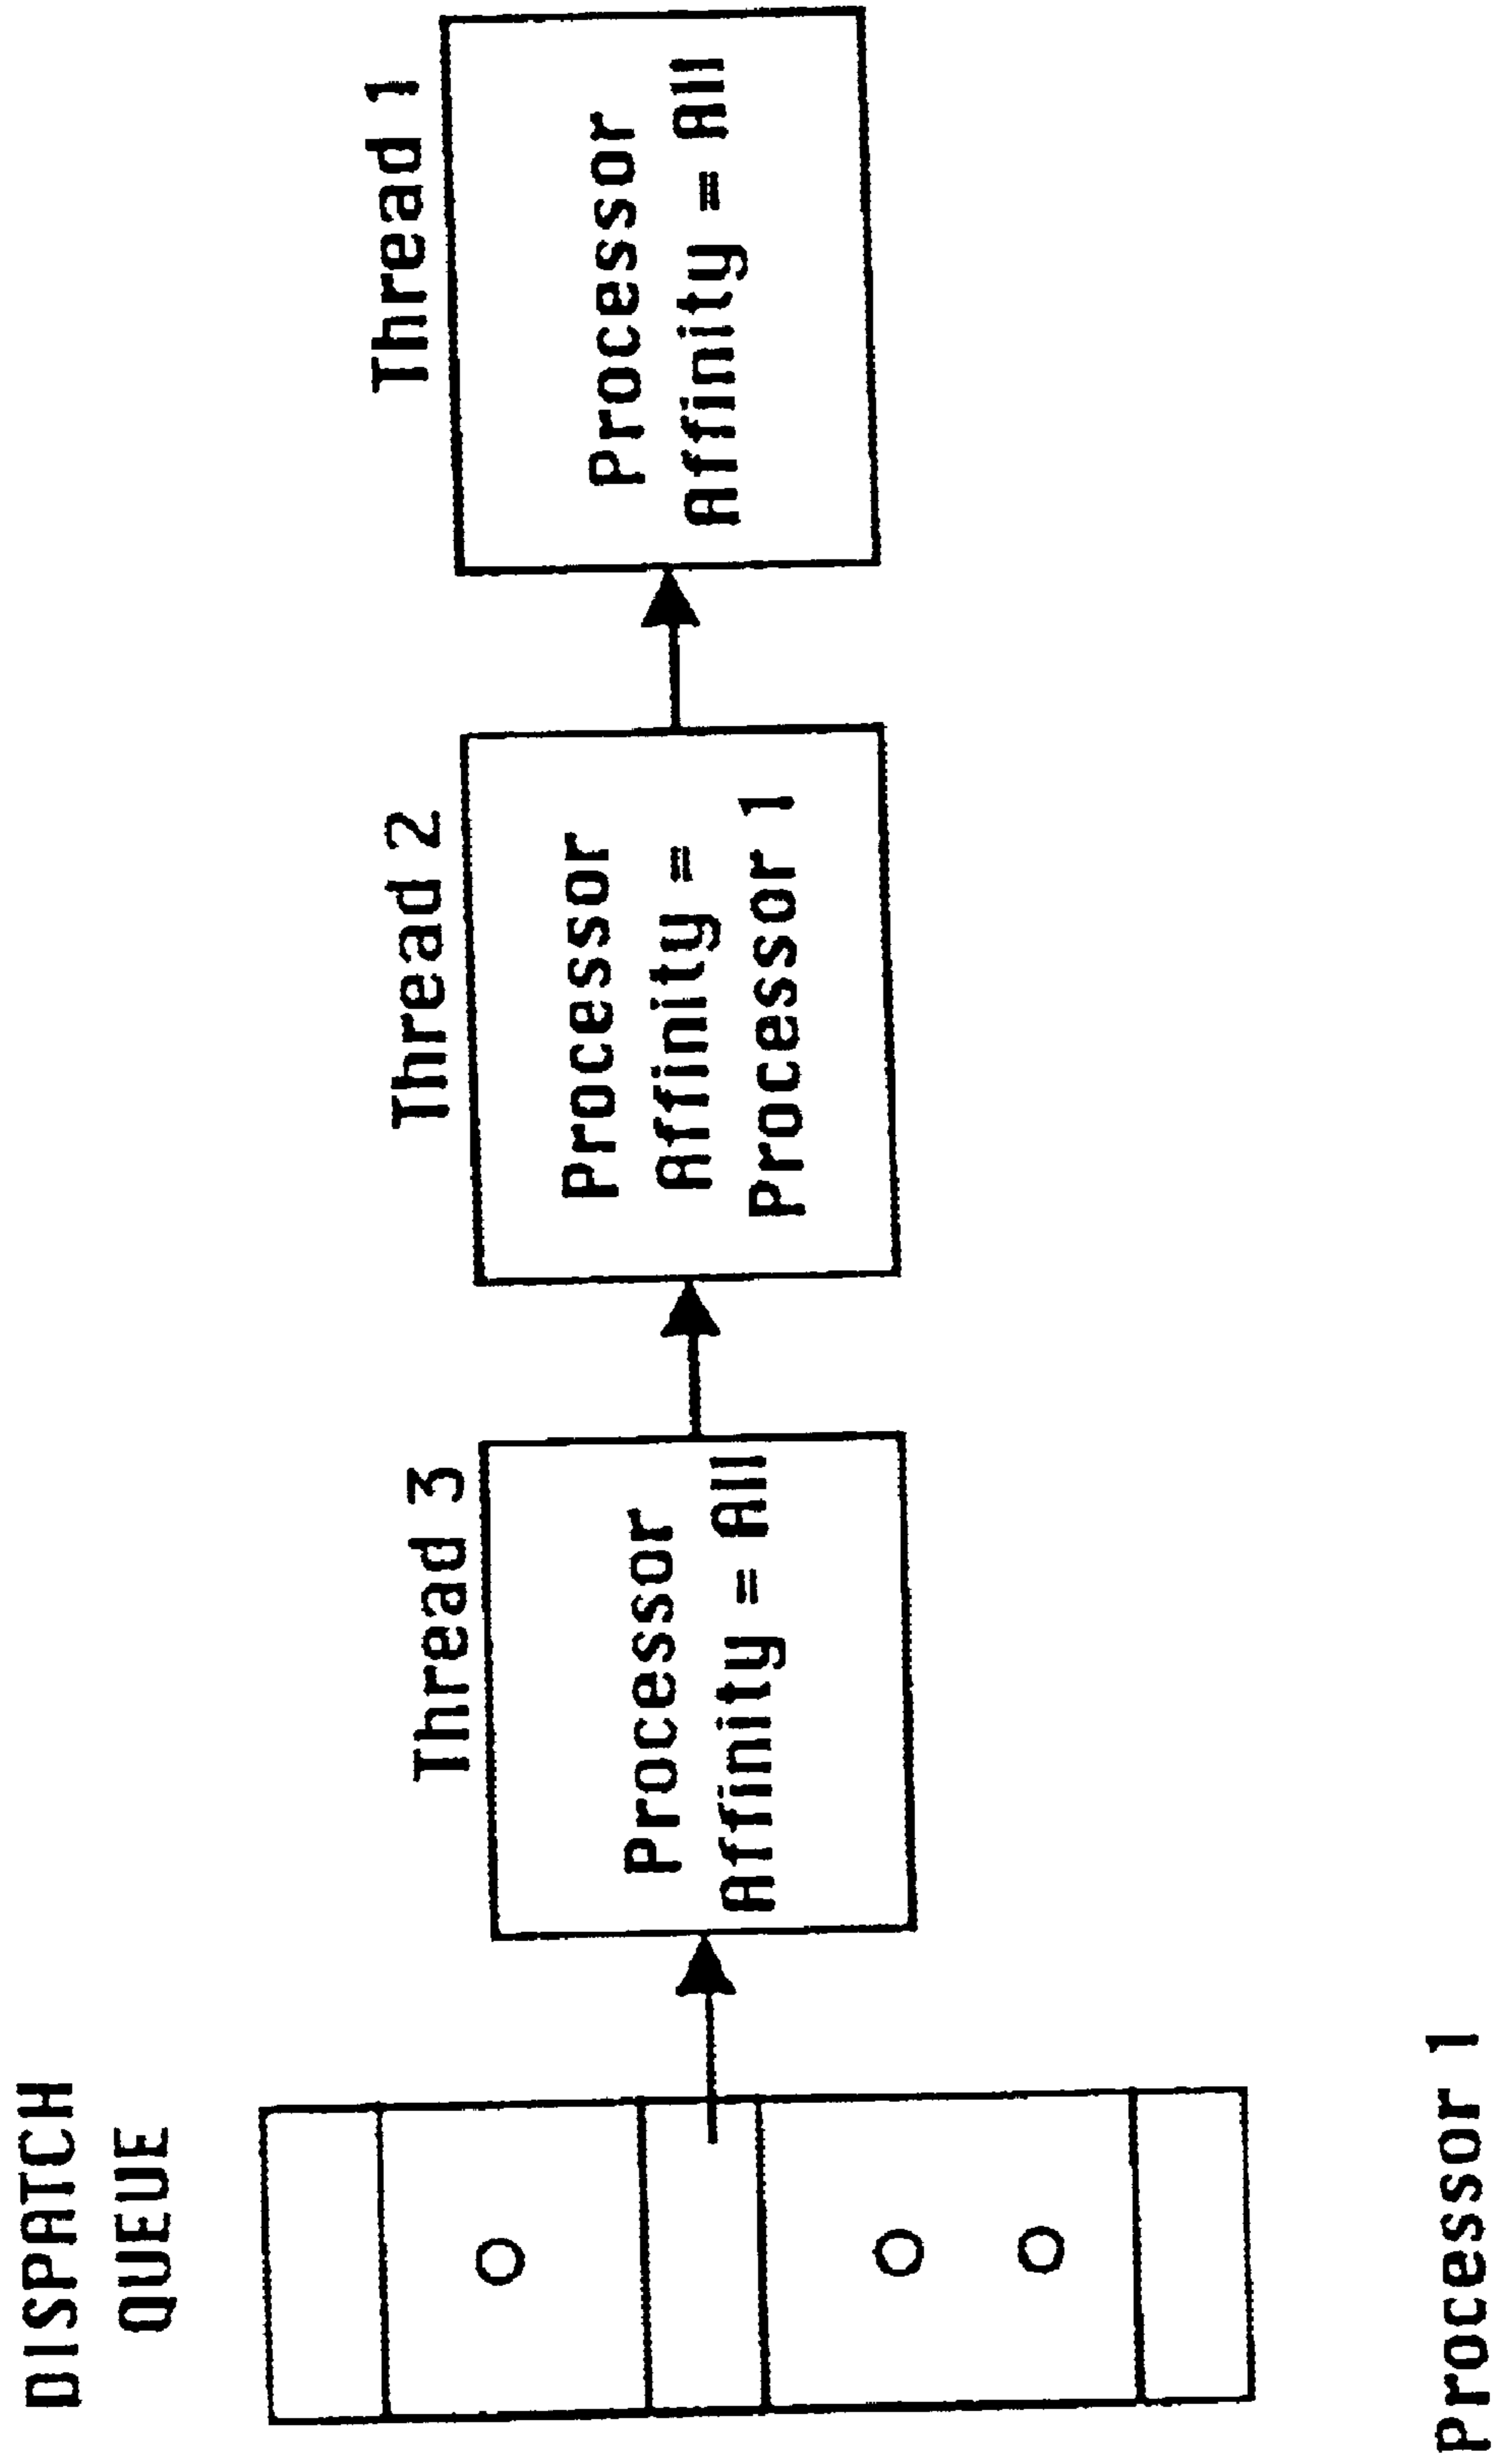 DISPATCH
QUEUE
Thread 3
Processor
Affinity = All
Thread 2
Processor
Affinity =
Processor 1
Thread 1
Processor
Affinity = All
Processor 1